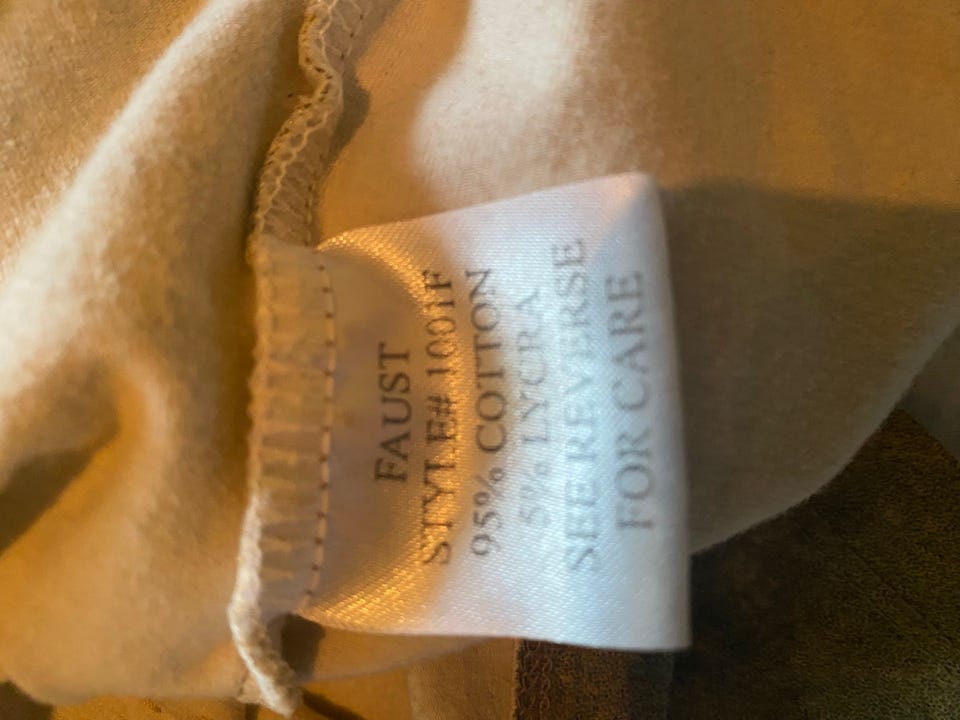 FAUST
STYLE# 1001F
95% COTTON
5% LYCRA
SEE REVERSE
FOR CARE